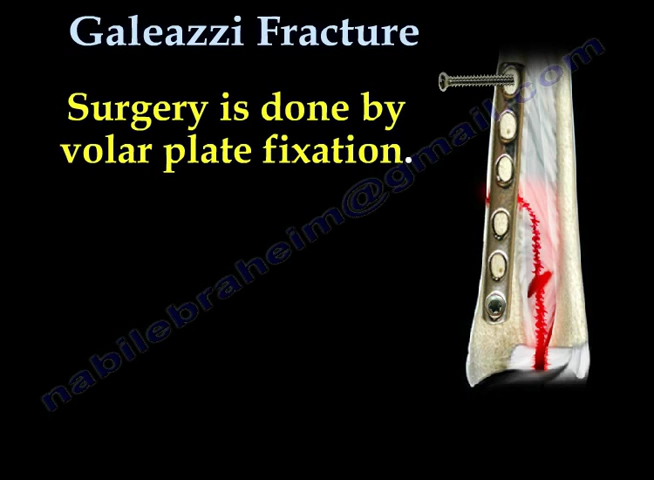 Galeazzi Fracture
Surgery is done by
volar plate fixation.
nabilebraheim@gmail.com